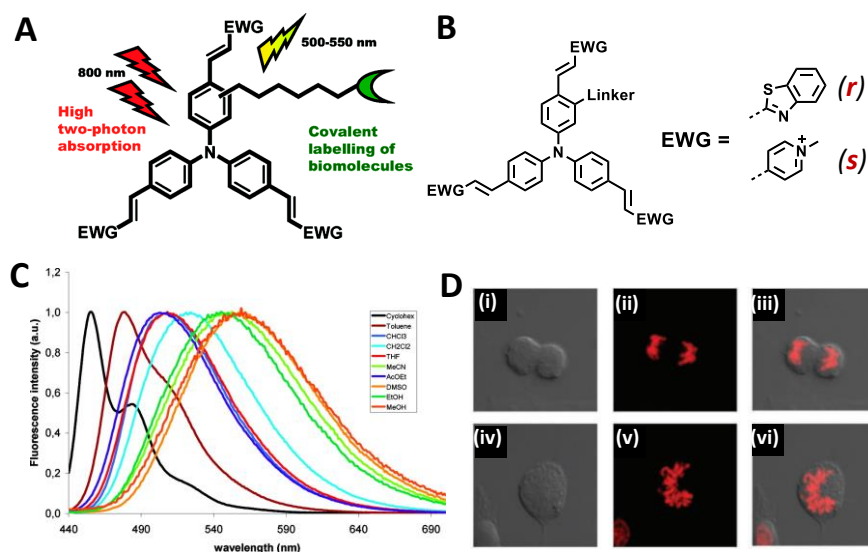 A
EWG
500-550 nm
800 nm
High
two-photon
absorption
Covalent
labelling of
biomolecules
N
EWG
EWG
B
EWG
Linker
N
EWG
EWG
EWG =
S
N
(r)
N
+
(s)
C
Fluorescence intensity (a.u.)
1,2
1,0
0,8
0,6
0,4
0,2
0,0
440
490
540
590
640
690
wavelength (nm)
Cyclohex
Toluene
CHCl3
CH2Cl2
THF
MeCN
AcOEt
DMSO
EtOH
MeOH
D
(i)
(ii)
(iii)
(iv)
(v)
(vi)